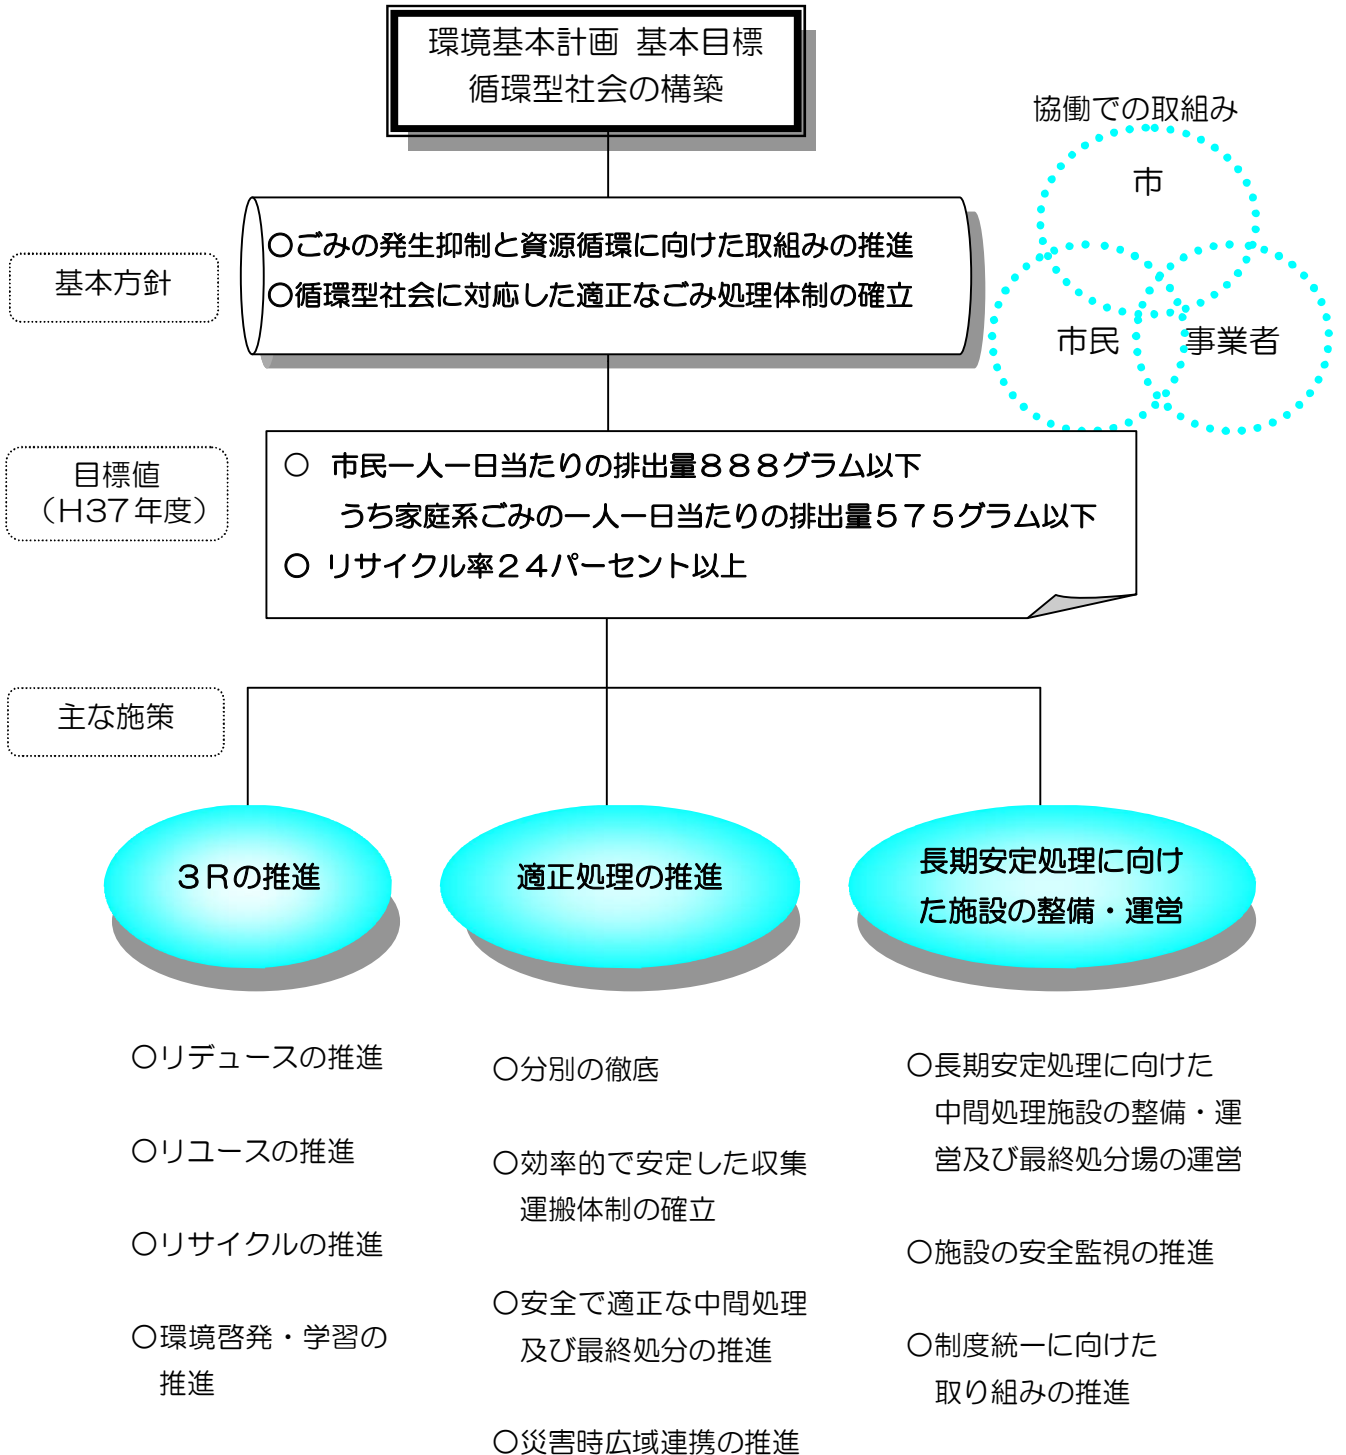 環境基本計画 基本目標
循環型社会の構築
協働での取組み
市
市民
事業者
基本方針
○ごみの発生抑制と資源循環に向けた取組みの推進
○循環型社会に対応した適正なごみ処理体制の確立
目標値
（H37年度）
○ 市民一人一日当たりの排出量８８８グラム以下
うち家庭系ごみの一人一日当たりの排出量５７５グラム以下
○ リサイクル率２４パーセント以上
主な施策
３Ｒの推進
○リデュースの推進
○リユースの推進
○リサイクルの推進
○環境啓発・学習の
推進
適正処理の推進
○分別の徹底
○効率的で安定した収集
運搬体制の確立
○安全で適正な中間処理
及び最終処分の推進
○災害時広域連携の推進
長期安定処理に向け
た施設の整備・運営
○長期安定処理に向けた
中間処理施設の整備・運
営及び最終処分場の運営
○施設の安全監視の推進
○制度統一に向けた
取り組みの推進